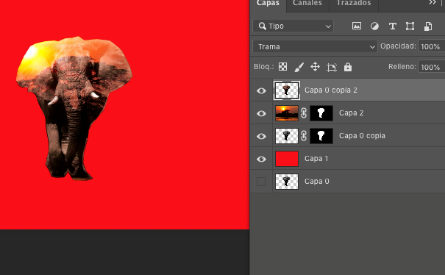 Capas Canales Trazados
Tipo
Trama Opacidad: 100%
Bloq.: Relleno: 100%
Capa 0 copia 2
Capa 2
Capa 0 copia
Capa 1
Capa 0